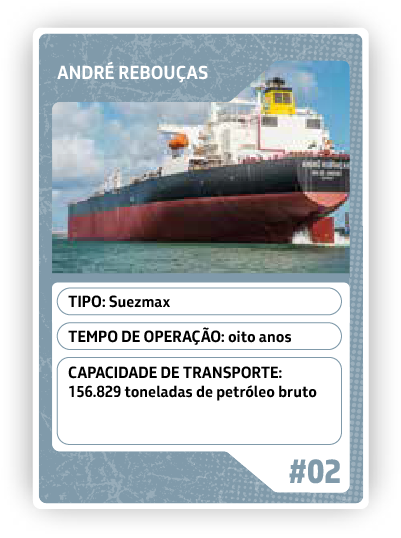 ANDRÉ REBOUÇAS
TIPO: Suezmax
TEMPO DE OPERAÇÃO: oito anos
CAPACIDADE DE TRANSPORTE:
156.829 toneladas de petróleo bruto
#02